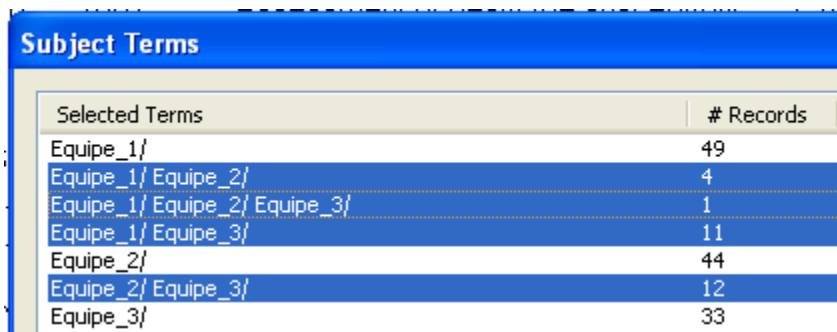 Subject Terms
Selected Terms # Records
Equipe_1/ 49
Equipe_1/ Equipe_2/ 4
Equipe_1/ Equipe_2/ Equipe_3/ 1
Equipe_1/ Equipe_3/ 11
Equipe_2/ 44
Equipe_2/ Equipe_3/ 12
Equipe_3/ 33